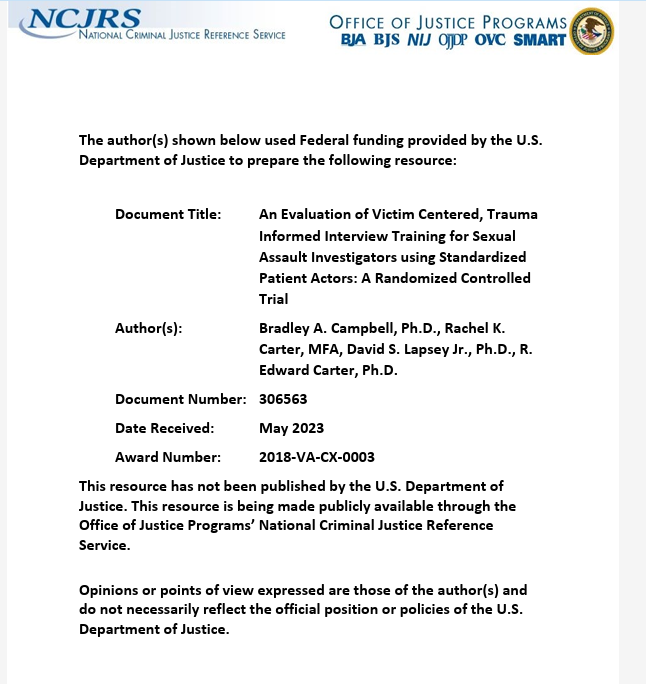 NCJRS
NATIONAL CRIMINAL JUSTICE REFERENCE SERVICE
OFFICE OF JUSTICE PROGRAMS
BJA BJS NIJ OJJDP OVC SMART
The author(s) shown below used Federal funding provided by the U.S.
Department of Justice to prepare the following resource:
Document Title: An Evaluation of Victim Centered, Trauma
Informed Interview Training for Sexual
Assault Investigators using Standardized
Patient Actors: A Randomized Controlled
Trial
Author(s): Bradley A. Campbell, Ph.D., Rachel K.
Carter, MFA, David S. Lapsey Jr., Ph.D., R.
Edward Carter, Ph.D.
Document Number: 306563
Date Received: May 2023
Award Number: 2018-VA-CX-0003
This resource has not been published by the U.S. Department of
Justice. This resource is being made publicly available through the
Office of Justice Programs’ National Criminal Justice Reference
Service.
Opinions or points of view expressed are those of the author(s) and
do not necessarily reflect the official position or policies of the U.S.
Department of Justice.